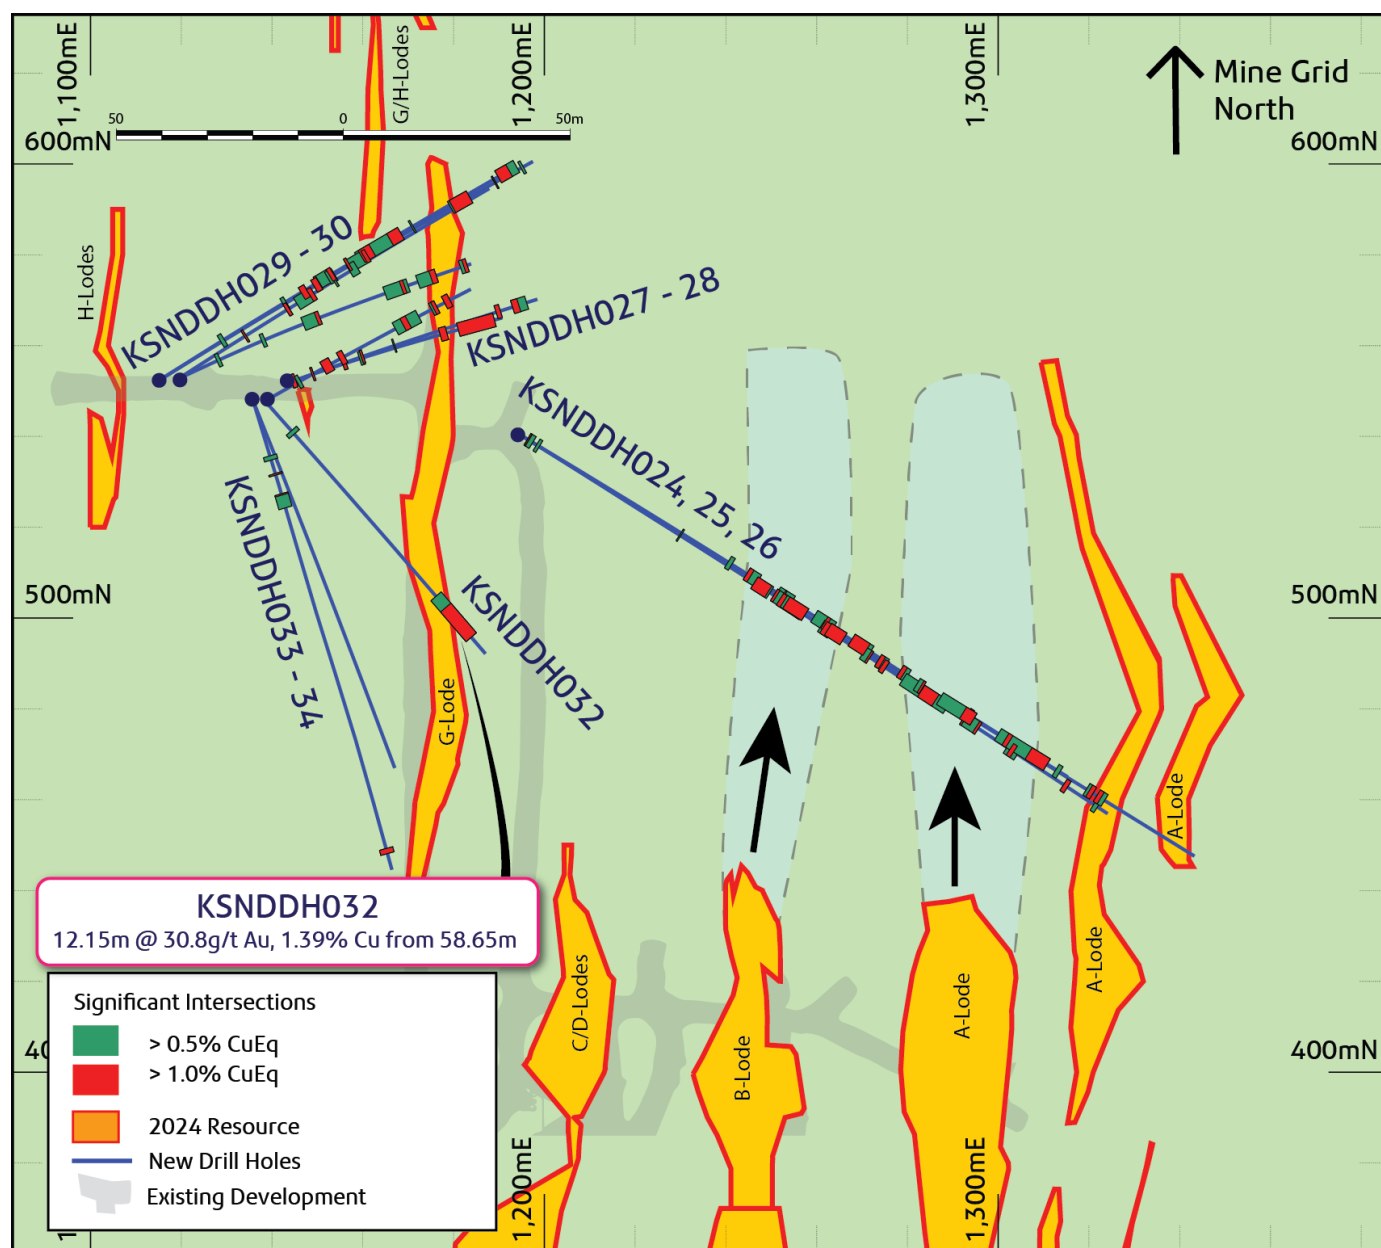 1,100mE
1,200mE
1,300mE
G/H-Lodes
Mine Grid
North
50
0
50m
600mN
600mN
H-Lodes
KSNDDH029 - 30
KSNDDH027 - 28
KSNDDH024, 25, 26
KSNDDH033 - 34
KSNDDH032
500mN
500mN
G-Lode
A-Lode
KSNDDH032
12.15m @ 30.8g/t Au, 1.39% Cu from 58.65m
C/D-Lodes
B-Lode
A-Lode
A-Lode
40
400mN
Significant Intersections
> 0.5% CuEq
> 1.0% CuEq
2024 Resource
New Drill Holes
Existing Development
1
1,200mE
1,300mE